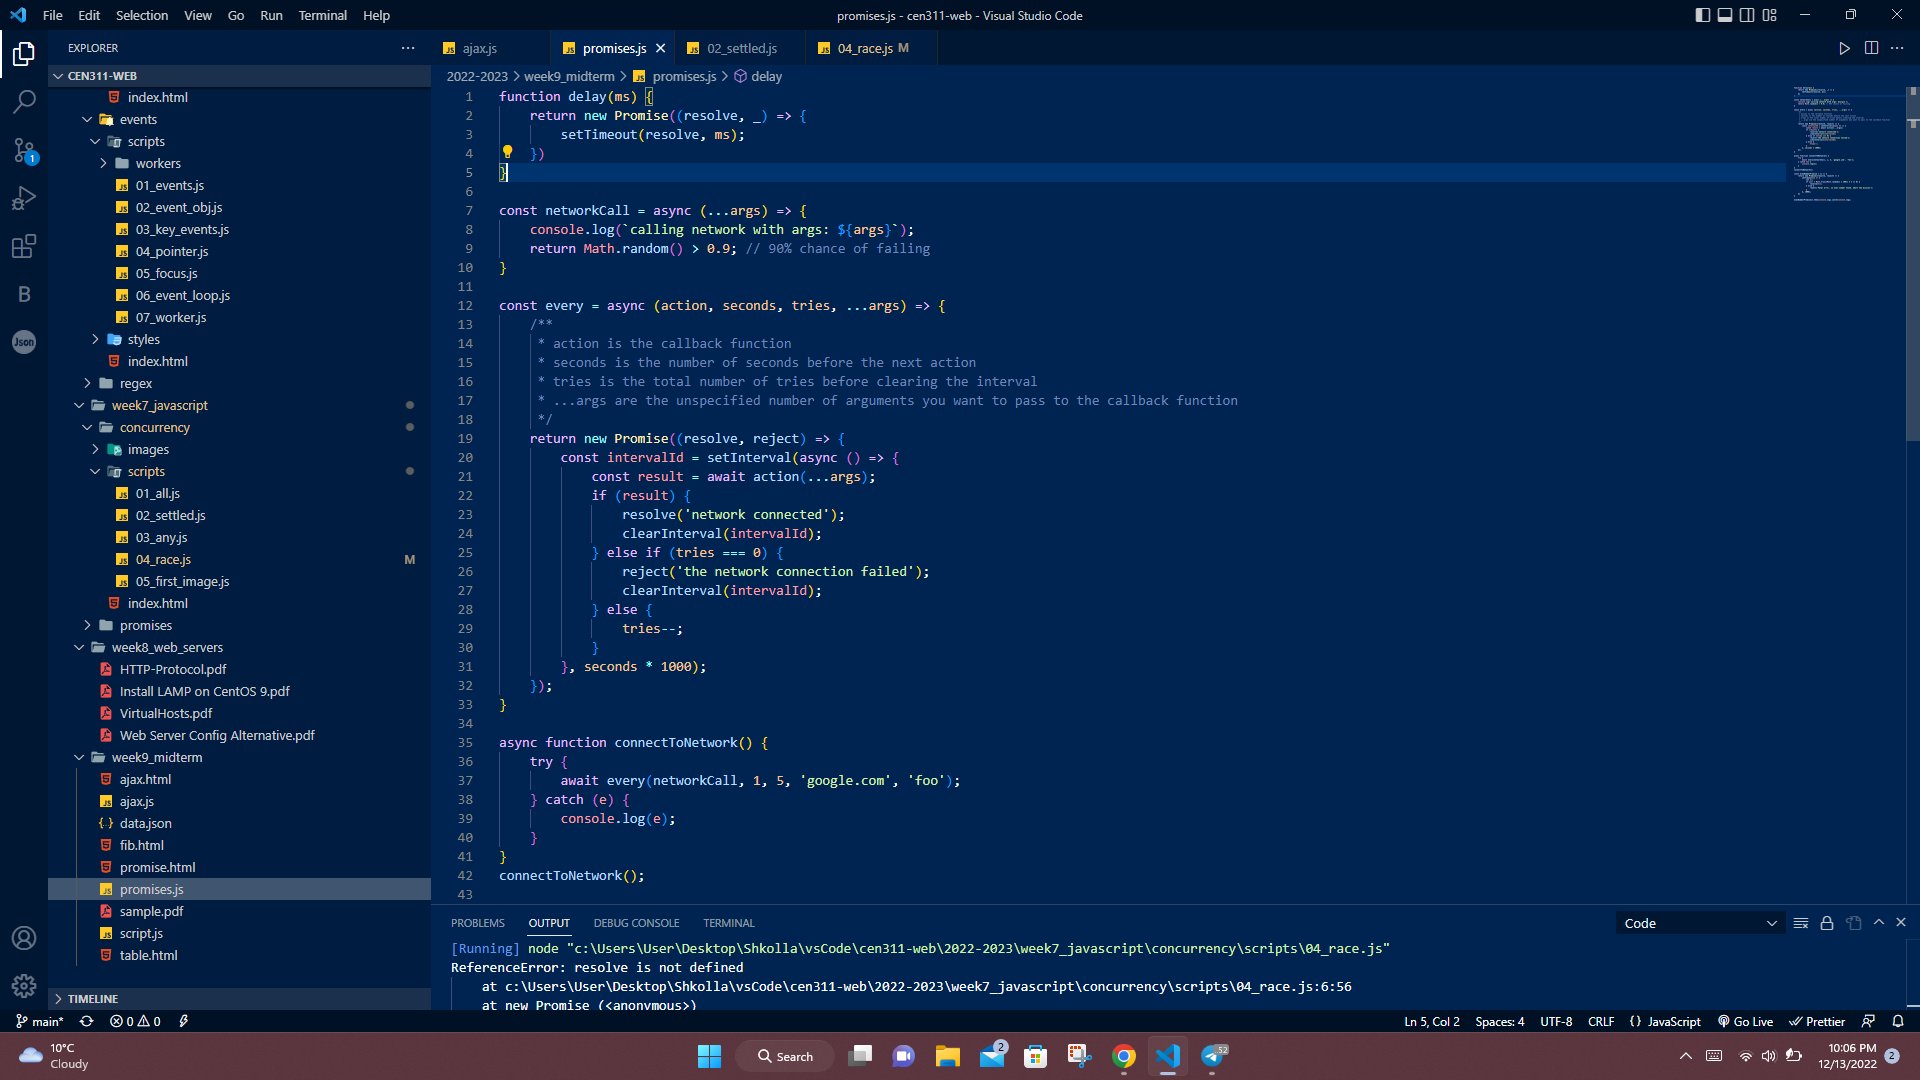 File Edit Selection View Go Run Terminal Help
promises.js - cen311-web - Visual Studio Code
EXPLORER
CEN311-WEB
index.html
events
scripts
workers
01_events.js
02_event_obj.js
03_key_events.js
04_pointer.js
05_focus.js
06_event_loop.js
07_worker.js
styles
index.html
regex
week7_javascript
concurrency
images
scripts
01_all.js
02_settled.js
03_any.js
04_race.js M
05_first_image.js
index.html
promises
week8_web_servers
HTTP-Protocol.pdf
Install LAMP on CentOS 9.pdf
VirtualHosts.pdf
Web Server Config Alternative.pdf
week9_midterm
ajax.html
ajax.js
data.json
fib.html
promise.html
promises.js
sample.pdf
script.js
table.html
TIMELINE
1
B
Json
ajax.js promises.js 02_settled.js 04_race.js M
2022-2023 > week9_midterm > promises.js > delay
1 function delay(ms) {
2 return new Promise((resolve, _) => {
3 setTimeout(resolve, ms);
4 })
5 }
6
7 const networkCall = async (...args) => {
8 console.log(`calling network with args: ${args}`);
9 return Math.random() > 0.9; // 90% chance of failing
10 }
11
12 const every = async (action, seconds, tries, ...args) => {
13 /**
14 * action is the callback function
15 * seconds is the number of seconds before the next action
16 * tries is the total number of tries before clearing the interval
17 * ...args are the unspecified number of arguments you want to pass to the callback function
18 */
19 return new Promise((resolve, reject) => {
20 const intervalId = setInterval(async () => {
21 const result = await action(...args);
22 if (result) {
23 resolve('network connected');
24 clearInterval(intervalId);
25 } else if (tries === 0) {
26 reject('the network connection failed');
27 clearInterval(intervalId);
28 } else {
29 tries--;
30 }
31 }, seconds * 1000);
32 });
33 }
34
35 async function connectToNetwork() {
36 try {
37 await every(networkCall, 1, 5, 'google.com', 'foo');
38 } catch (e) {
39 console.log(e);
40 }
41 }
42 connectToNetwork();
43
PROBLEMS OUTPUT DEBUG CONSOLE TERMINAL
Code
[Running] node "c:\Users\User\Desktop\Shkolla\vsCode\cen311-web\2022-2023\week7_javascript\concurrency\scripts\04_race.js"
ReferenceError: resolve is not defined
at c:\Users\User\Desktop\Shkolla\vsCode\cen311-web\2022-2023\week7_javascript\concurrency\scripts\04_race.js:6:56
at new Promise (<anonymous>)
main* 0 0
Ln 5, Col 2 Spaces: 4 UTF-8 CRLF {} JavaScript Go Live Prettier
10°C
Cloudy
Search
2
52
10:06 PM
12/13/2022
2